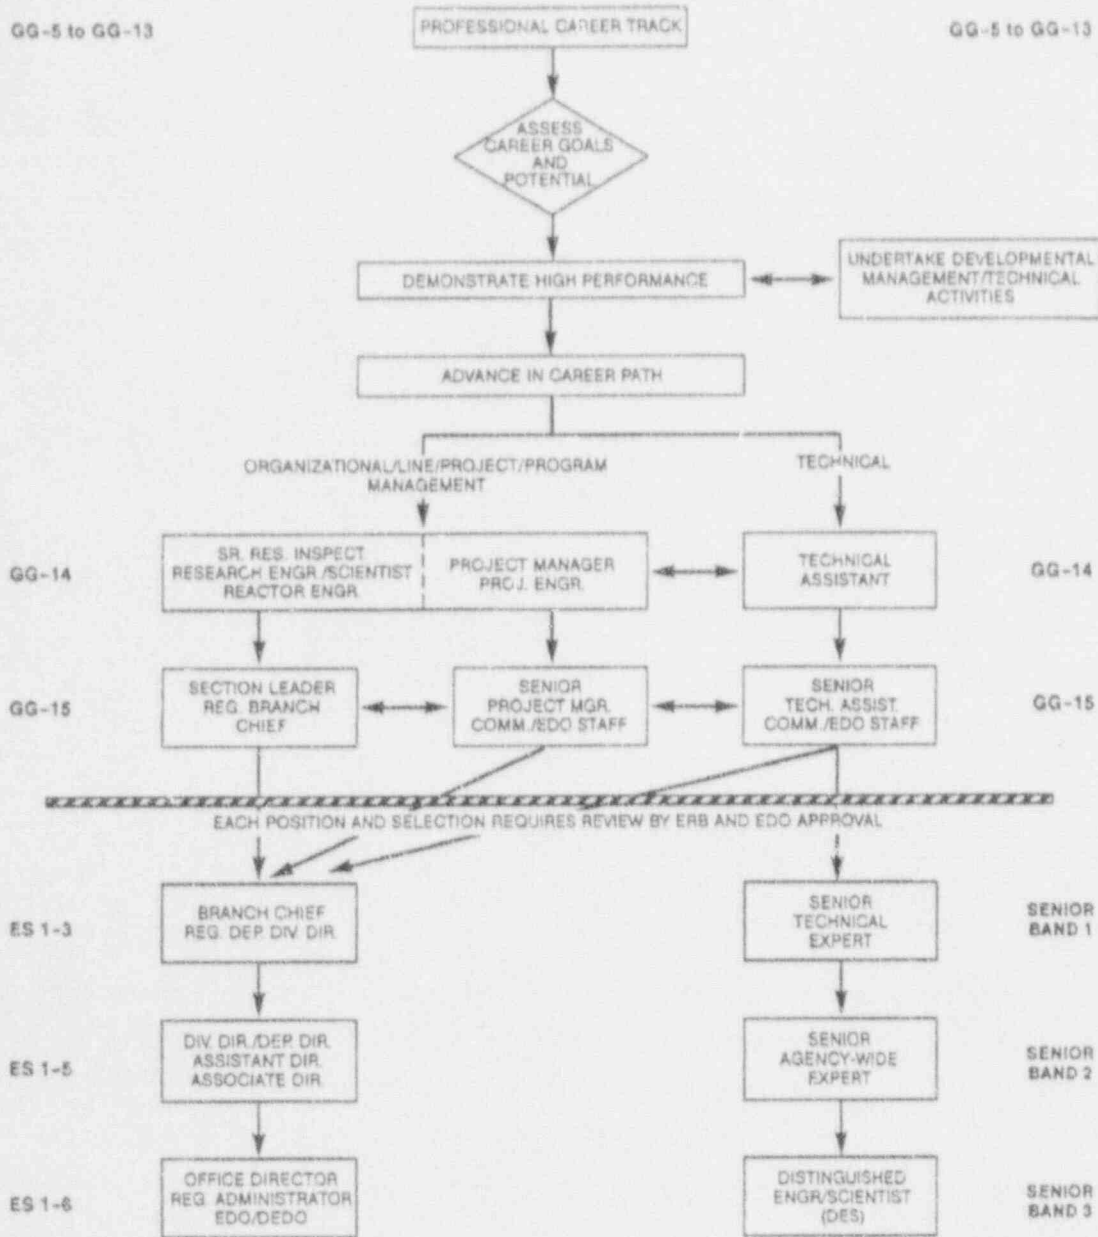 GG-5 to GG-13
PROFESSIONAL CAREER TRACK
GG-5 to GG-13
ASSESS
CAREER GOALS
AND
POTENTIAL
DEMONSTRATE HIGH PERFORMANCE
UNDERTAKE DEVELOPMENTAL
MANAGEMENT/TECHNICAL
ACTIVITIES
ADVANCE IN CAREER PATH
ORGANIZATIONAL/LINE/PROJECT/PROGRAM
MANAGEMENT
TECHNICAL
GG-14
SR. RES. INSPECT.
RESEARCH ENGR./SCIENTIST
REACTOR ENGR.
PROJECT MANAGER
PROJ. ENGR.
TECHNICAL
ASSISTANT
GG-14
GG-15
SECTION LEADER
REG. BRANCH
CHIEF
SENIOR
PROJECT MGR.
COMM./EDO STAFF
SENIOR
TECH. ASSIST.
COMM./EDO STAFF
GG-15
EACH POSITION AND SELECTION REQUIRES REVIEW BY ERB AND EDO APPROVAL
ES 1-3
BRANCH CHIEF
REG. DEP. DIV. DIR.
SENIOR
TECHNICAL
EXPERT
SENIOR
BAND 1
ES 1-5
DIV. DIR./DEP. DIR.
ASSISTANT DIR.
ASSOCIATE DIR.
SENIOR
AGENCY-WIDE
EXPERT
SENIOR
BAND 2
ES 1-6
OFFICE DIRECTOR
REG. ADMINISTRATOR
EDO/DEDO
DISTINGUISHED
ENGR/SCIENTIST
(DES)
SENIOR
BAND 3